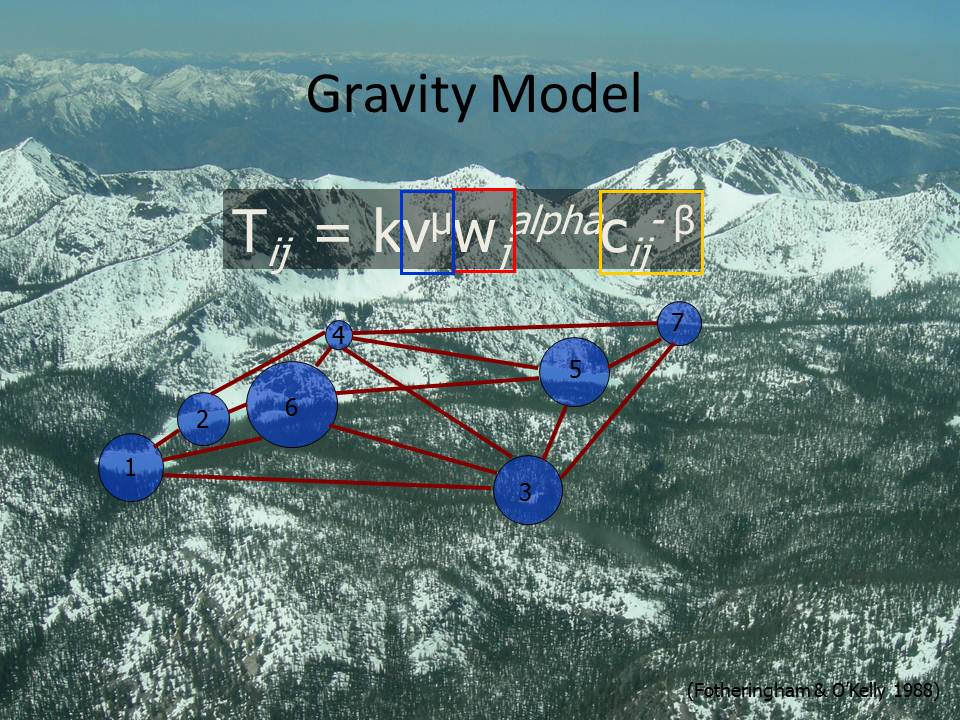 Gravity Model
Tij = kvμwjalphacij- β
4
7
5
6
2
1
3
(Fotheringham & O'Kelly 1988)